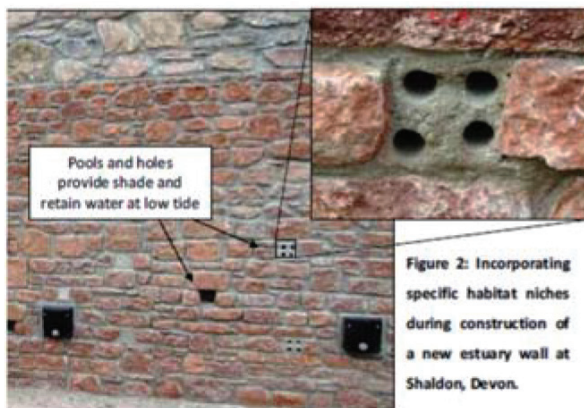 Pools and holes
provide shade and
retain water at low tide
Figure 2: Incorporating
specific habitat niches
during construction of
a new estuary wall at
Shaldon, Devon.